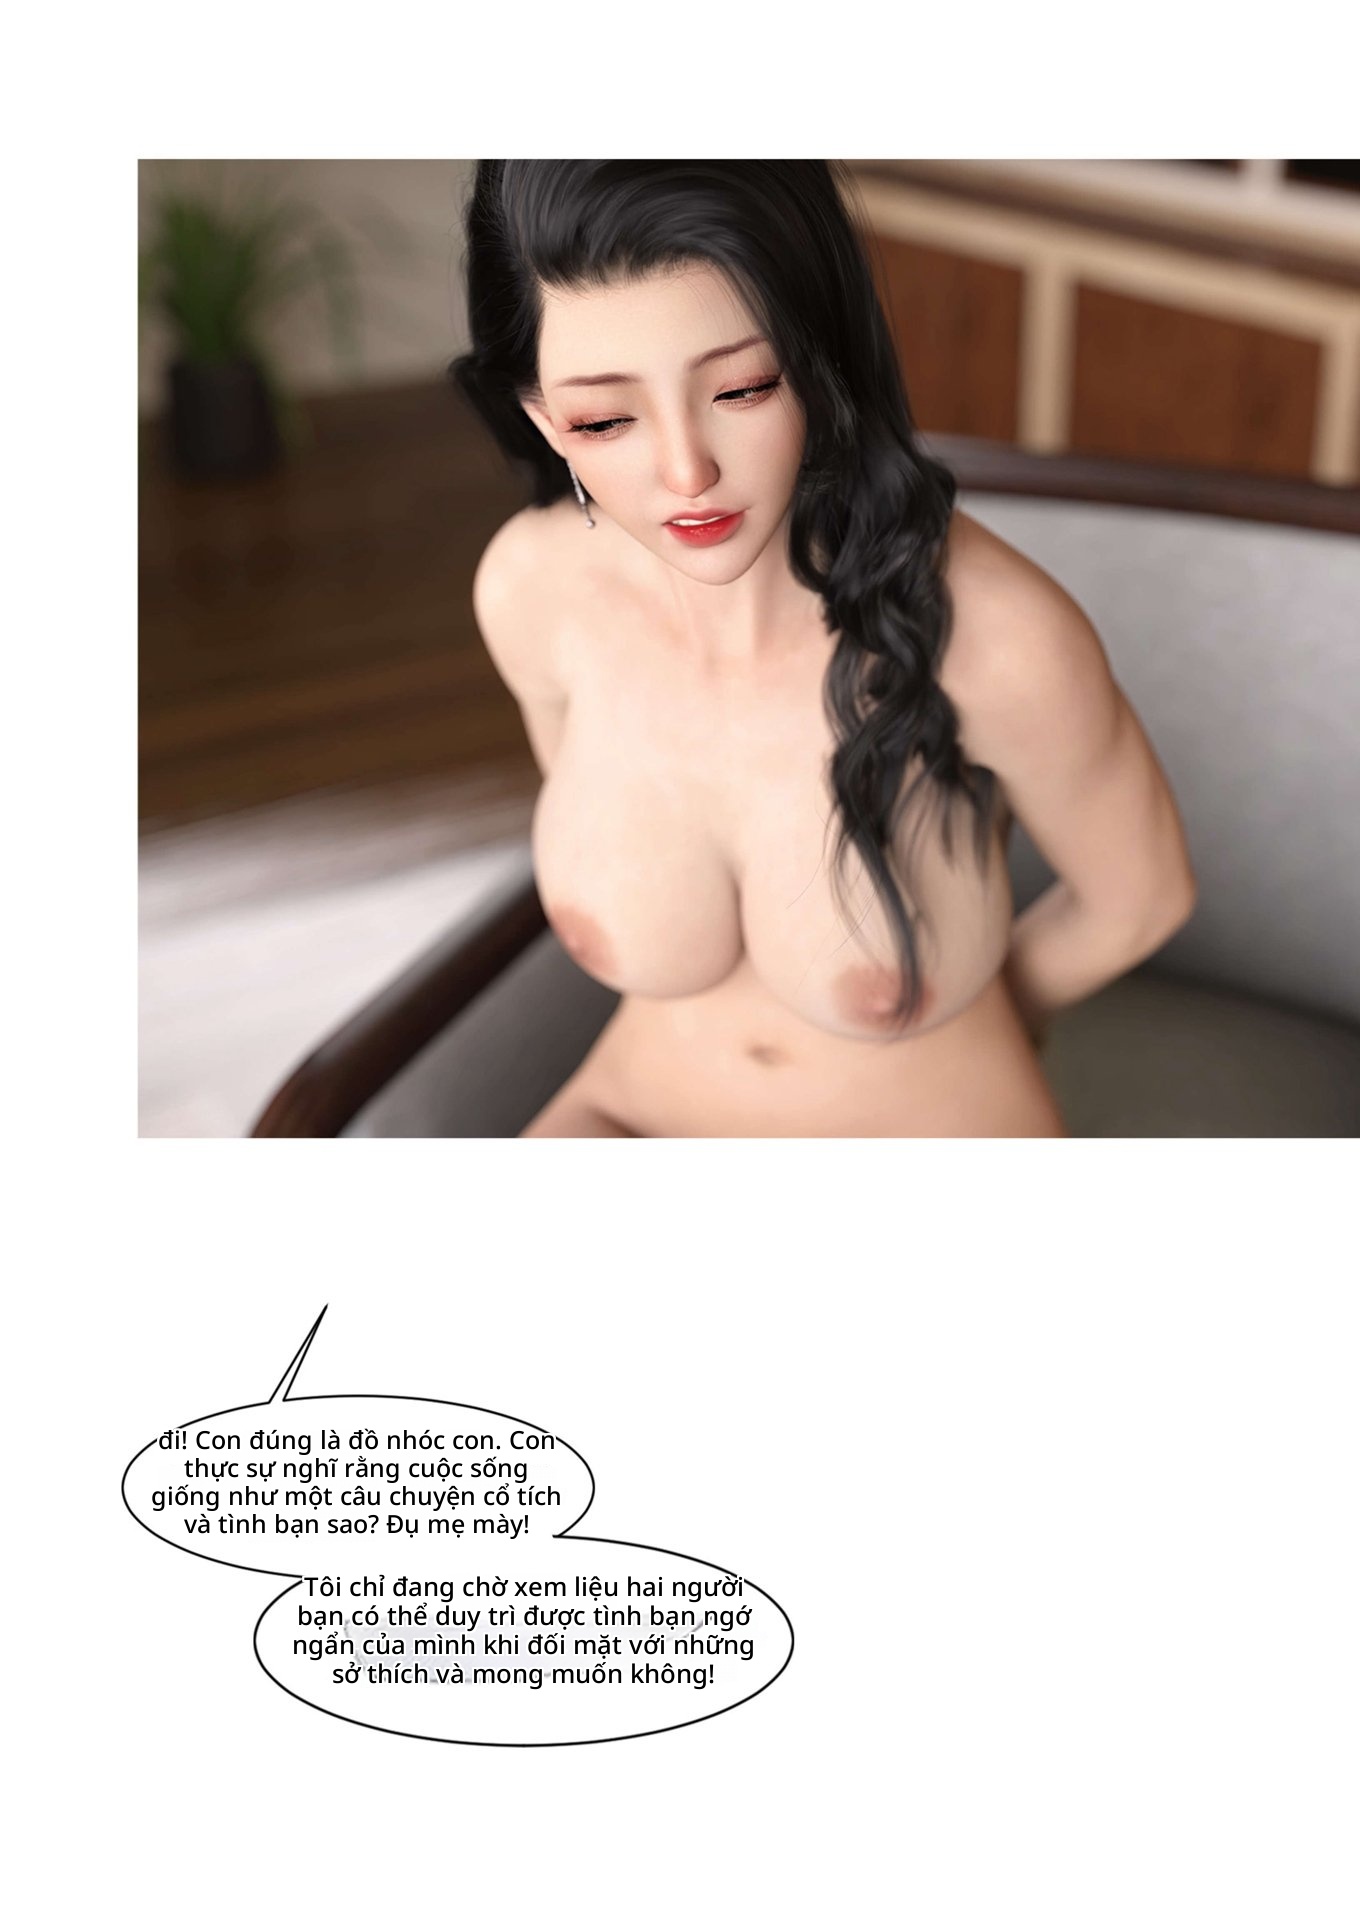 đi! Con đúng là đồ nhóc con. Con
thực sự nghĩ rằng cuộc sống
giống như một câu chuyện cổ tích
và tình bạn sao? Đụ mẹ mày!
Tôi chỉ đang chờ xem liệu hai người
bạn có thể duy trì được tình bạn ngớ
ngẩn của mình khi đối mặt với những
sở thích và mong muốn không!